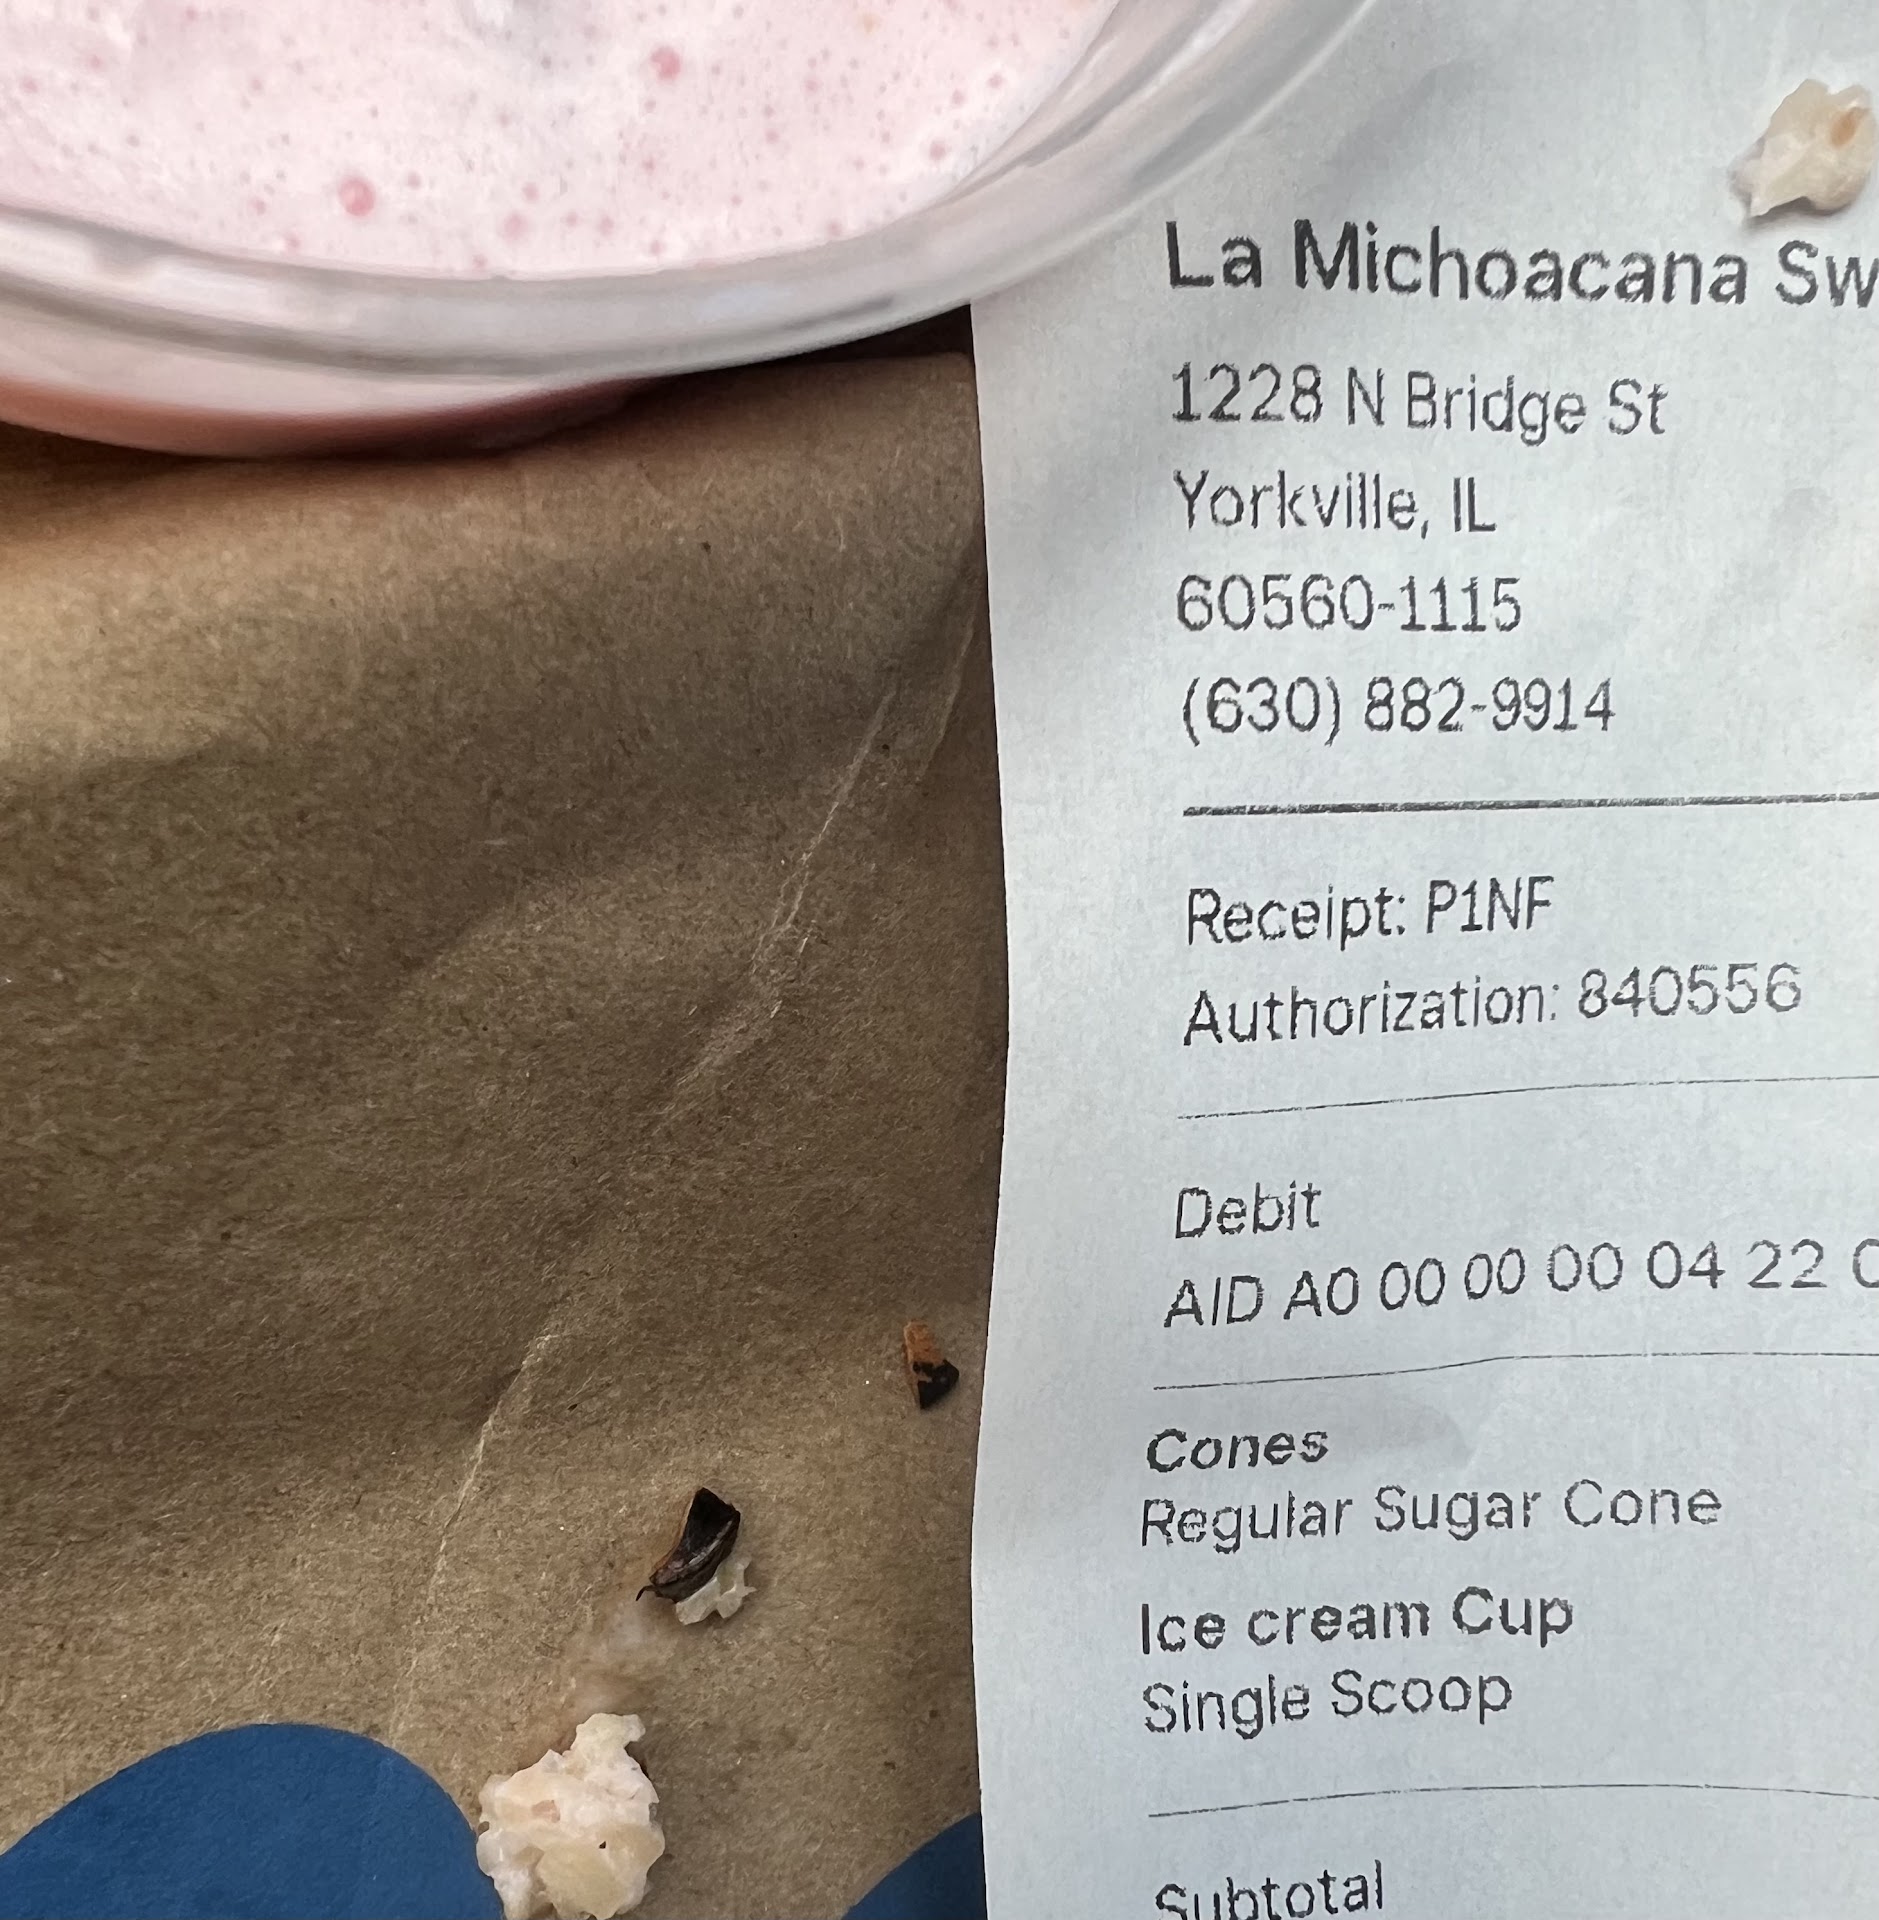 La Michoacana Sw
1228 N Bridge St
Yorkville, IL
60560-1115
(630) 882-9914
Receipt: P1NF
Authorization: 840556
Debit
AID A0 00 00 00 04 22 0
Cones
Regular Sugar Cone
Ice cream Cup
Single Scoop
Subtotal